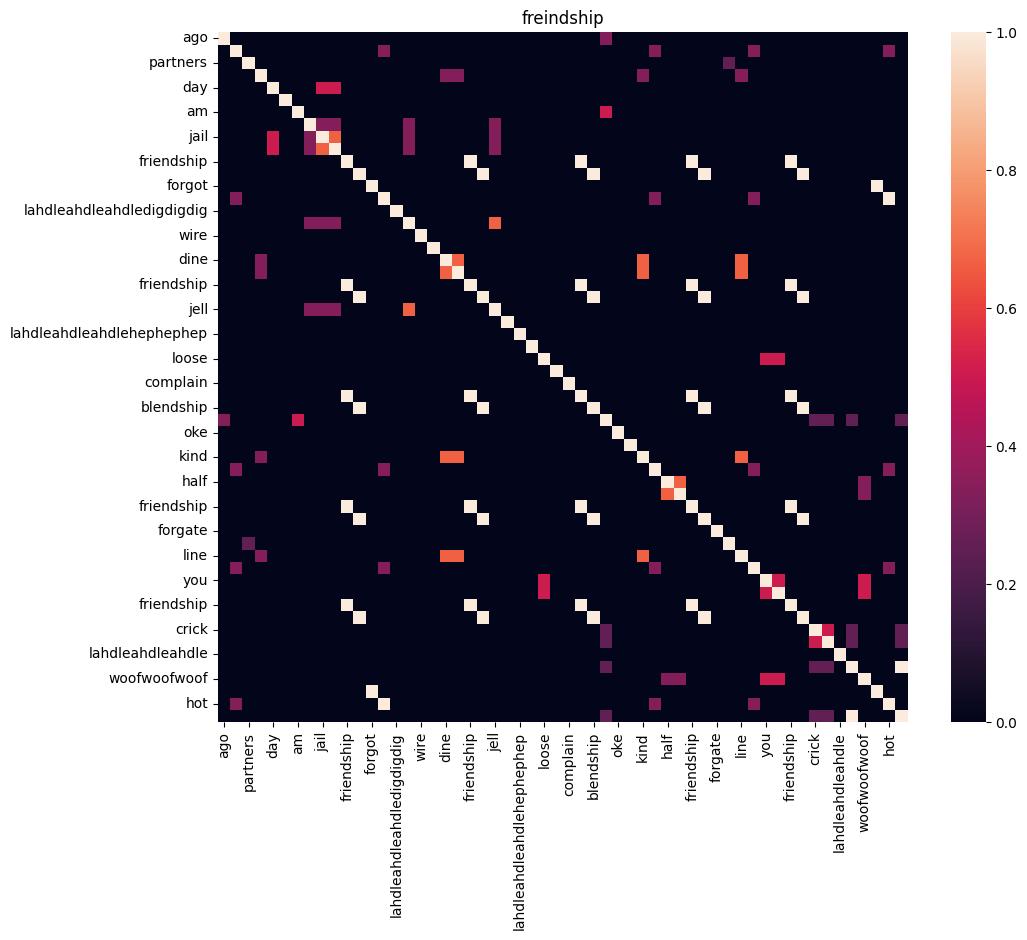 freindship
ago
partners
day
am
jail
friendship
forgot
lahdleahdleahdledigdigdig
wire
dine
friendship
jell
lahdleahdleahdlehephephep
loose
complain
blendship
oke
kind
half
friendship
forgate
line
you
friendship
crick
lahdleahdleahdle
woofwoofwoof
hot
ago
partners
day
am
jail
friendship
forgot
lahdleahdleahdledigdigdig
wire
dine
friendship
jell
lahdleahdleahdlehephephep
loose
complain
blendship
oke
kind
half
friendship
forgate
line
you
friendship
crick
lahdleahdleahdle
woofwoofwoof
hot
1.0
0.8
0.6
0.4
0.2
0.0